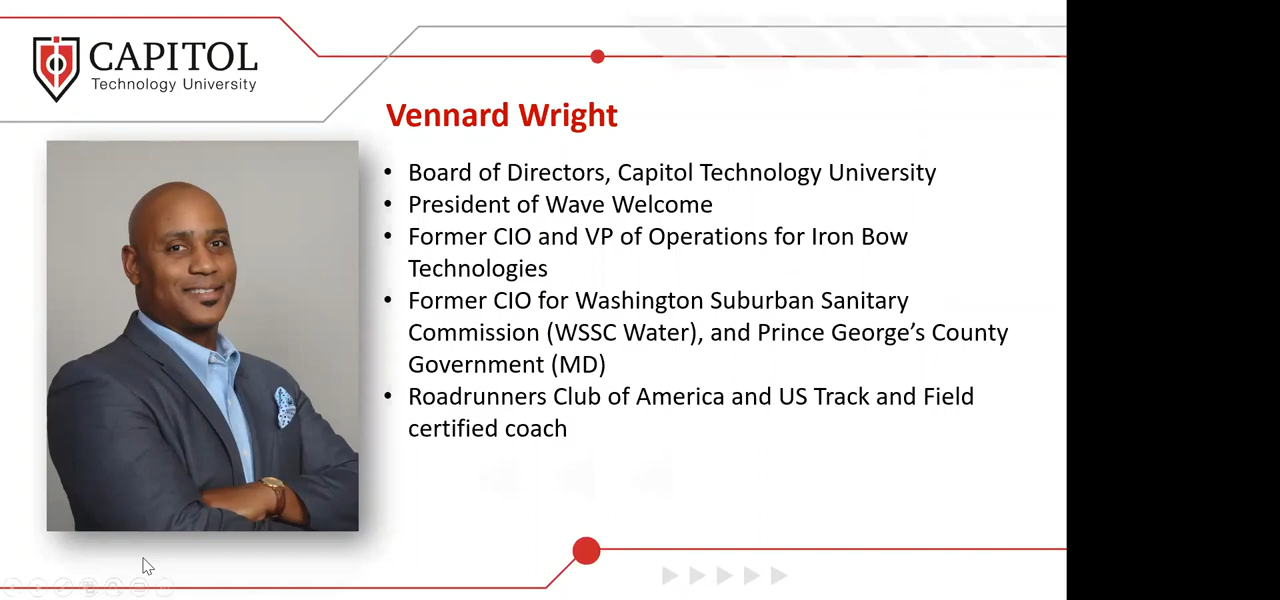 CAPITOL
Technology University
Vennard Wright
• Board of Directors, Capitol Technology University
• President of Wave Welcome
• Former CIO and VP of Operations for Iron Bow
Technologies
• Former CIO for Washington Suburban Sanitary
Commission (WSSC Water), and Prince George’s County
Government (MD)
• Roadrunners Club of America and US Track and Field
certified coach